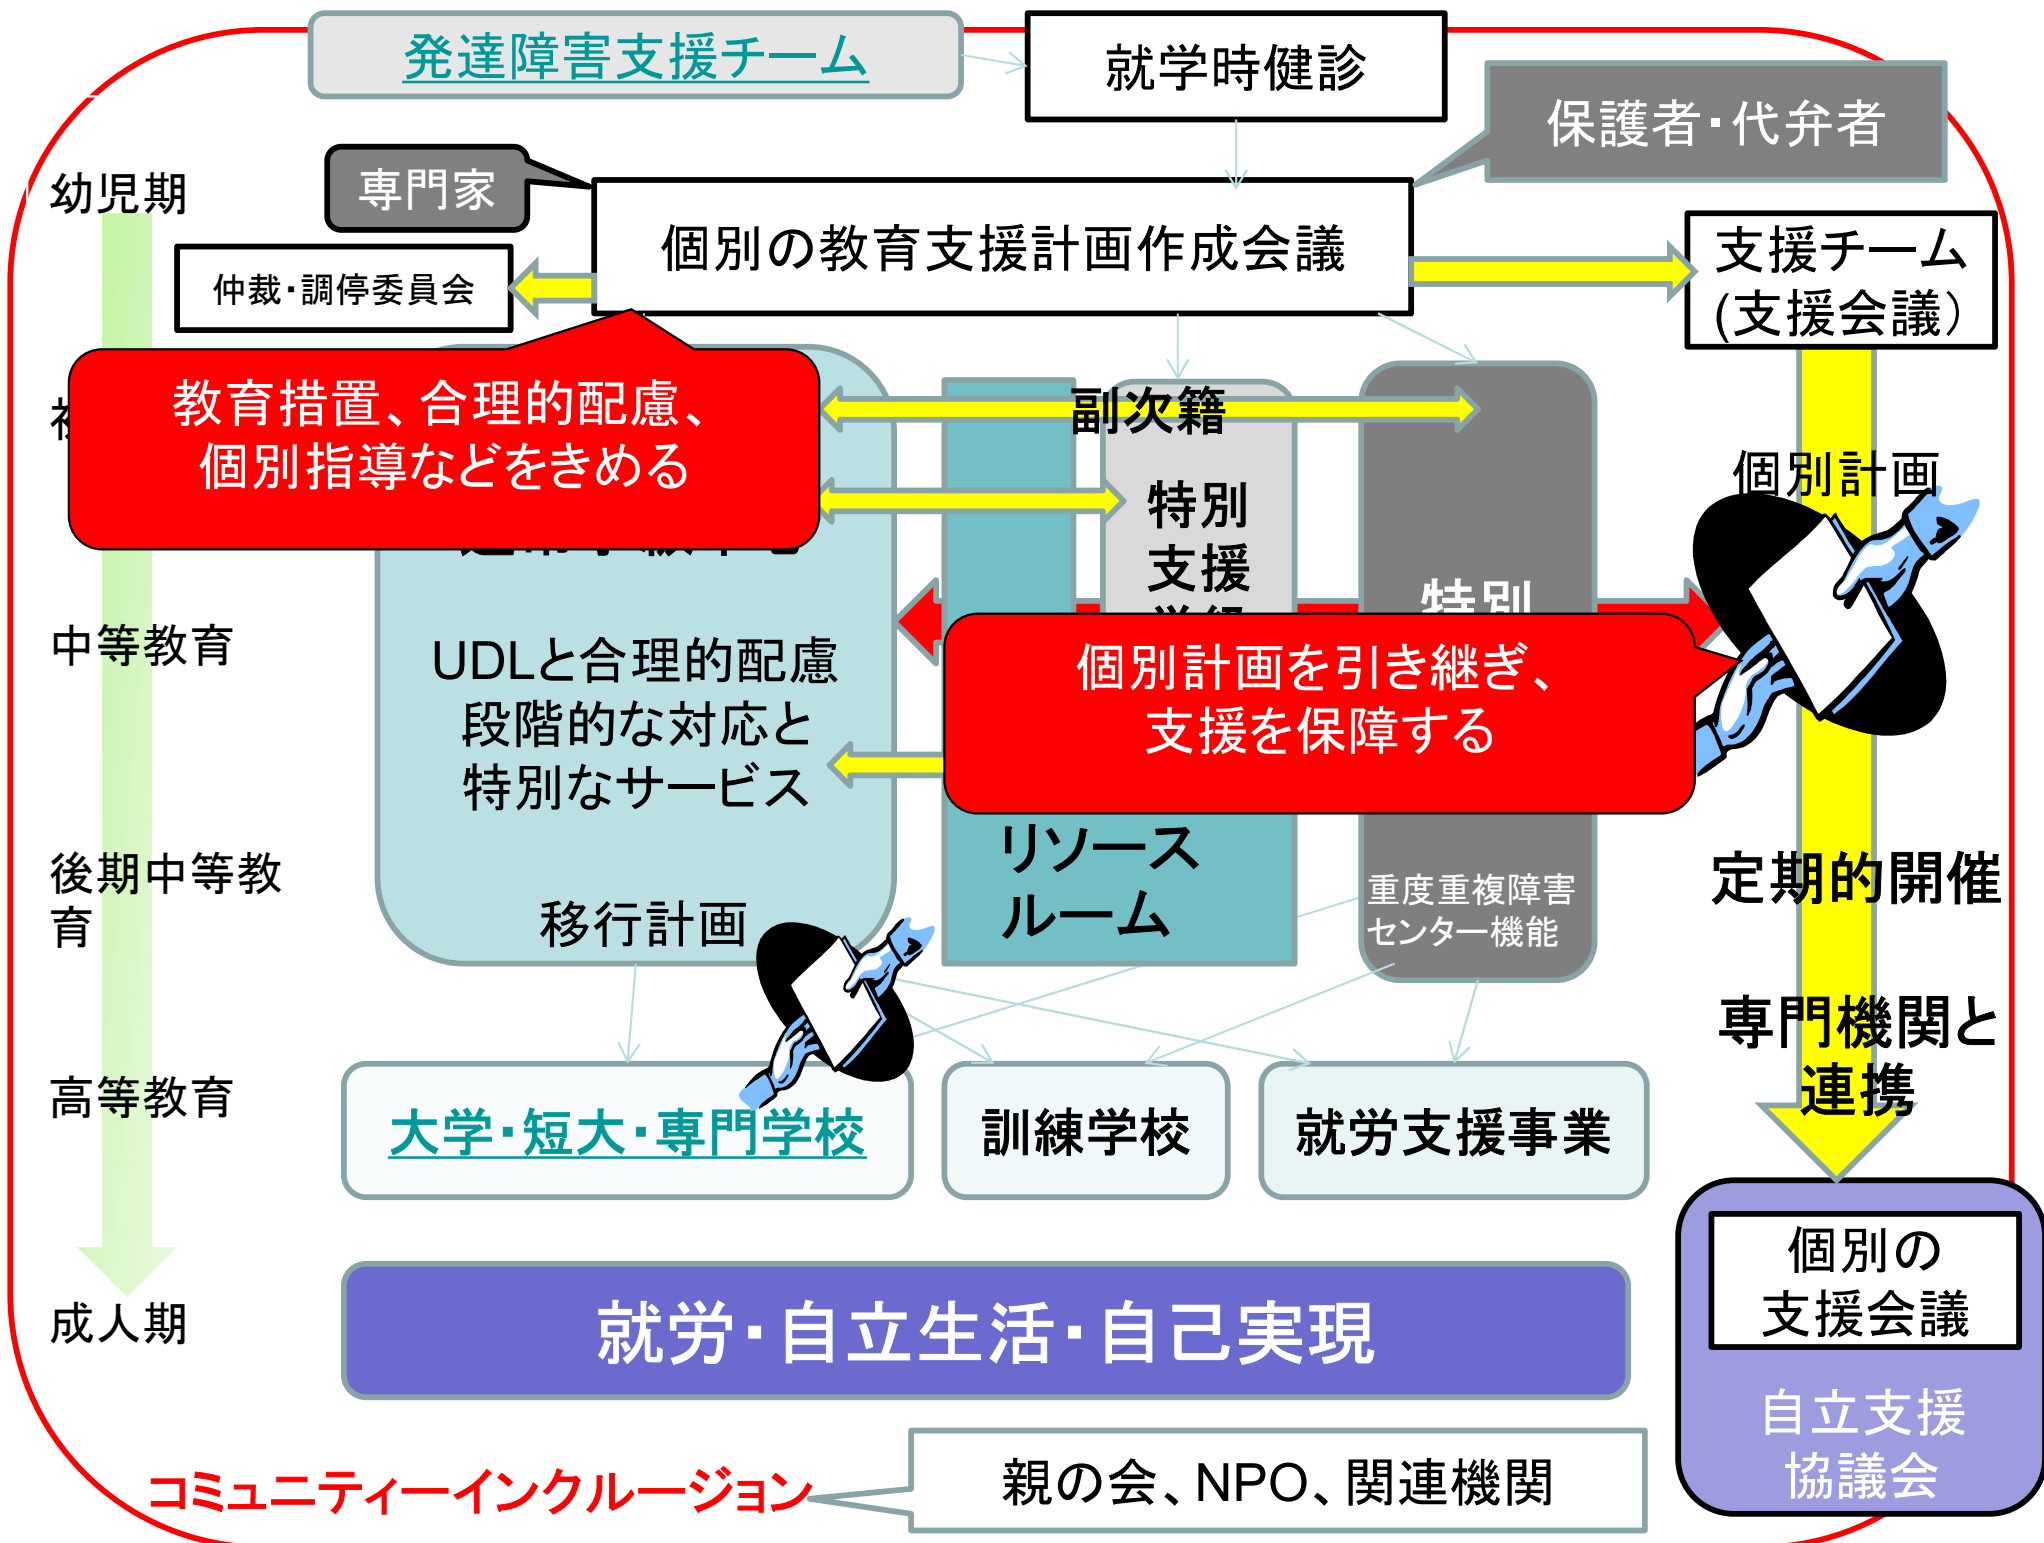 発達障害支援チーム
就学時健診
保護者・代弁者
専門家
幼児期
個別の教育支援計画作成会議
支援チーム
(支援会議）
仲裁・調停委員会
教育措置、合理的配慮、
個別指導などをきめる
副次籍
個別計画
特別
支援
特別
中等教育
UDLと合理的配慮
段階的な対応と
特別なサービス
個別計画を引き継ぎ、
支援を保障する
後期中等教
育
リソース
ルーム
重度重複障害
センター機能
定期的開催
移行計画
専門機関と
連携
高等教育
大学・短大・専門学校
訓練学校
就労支援事業
成人期
就労・自立生活・自己実現
個別の
支援会議
自立支援
協議会
コミュニティーインクルージョン
親の会、NPO、関連機関